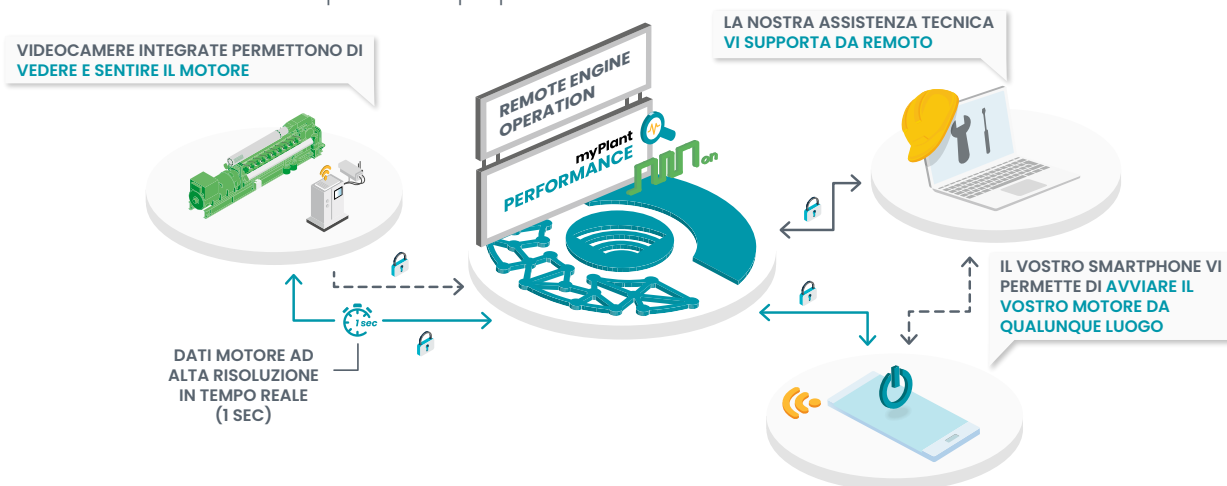 VIDEOCAMERE INTEGRATE PERMETTONO DI
VEDERE E SENTIRE IL MOTORE
REMOTE ENGINE
OPERATION
myPlant
PERFORMANCE
on
LA NOSTRA ASSISTENZA TECNICA
VI SUPPORTA DA REMOTO
IL VOSTRO SMARTPHONE VI
PERMETTE DI AVVIARE IL
VOSTRO MOTORE DA
QUALUNQUE LUOGO
1 sec
DATI MOTORE AD
ALTA RISOLUZIONE
IN TEMPO REALE
(1 SEC)